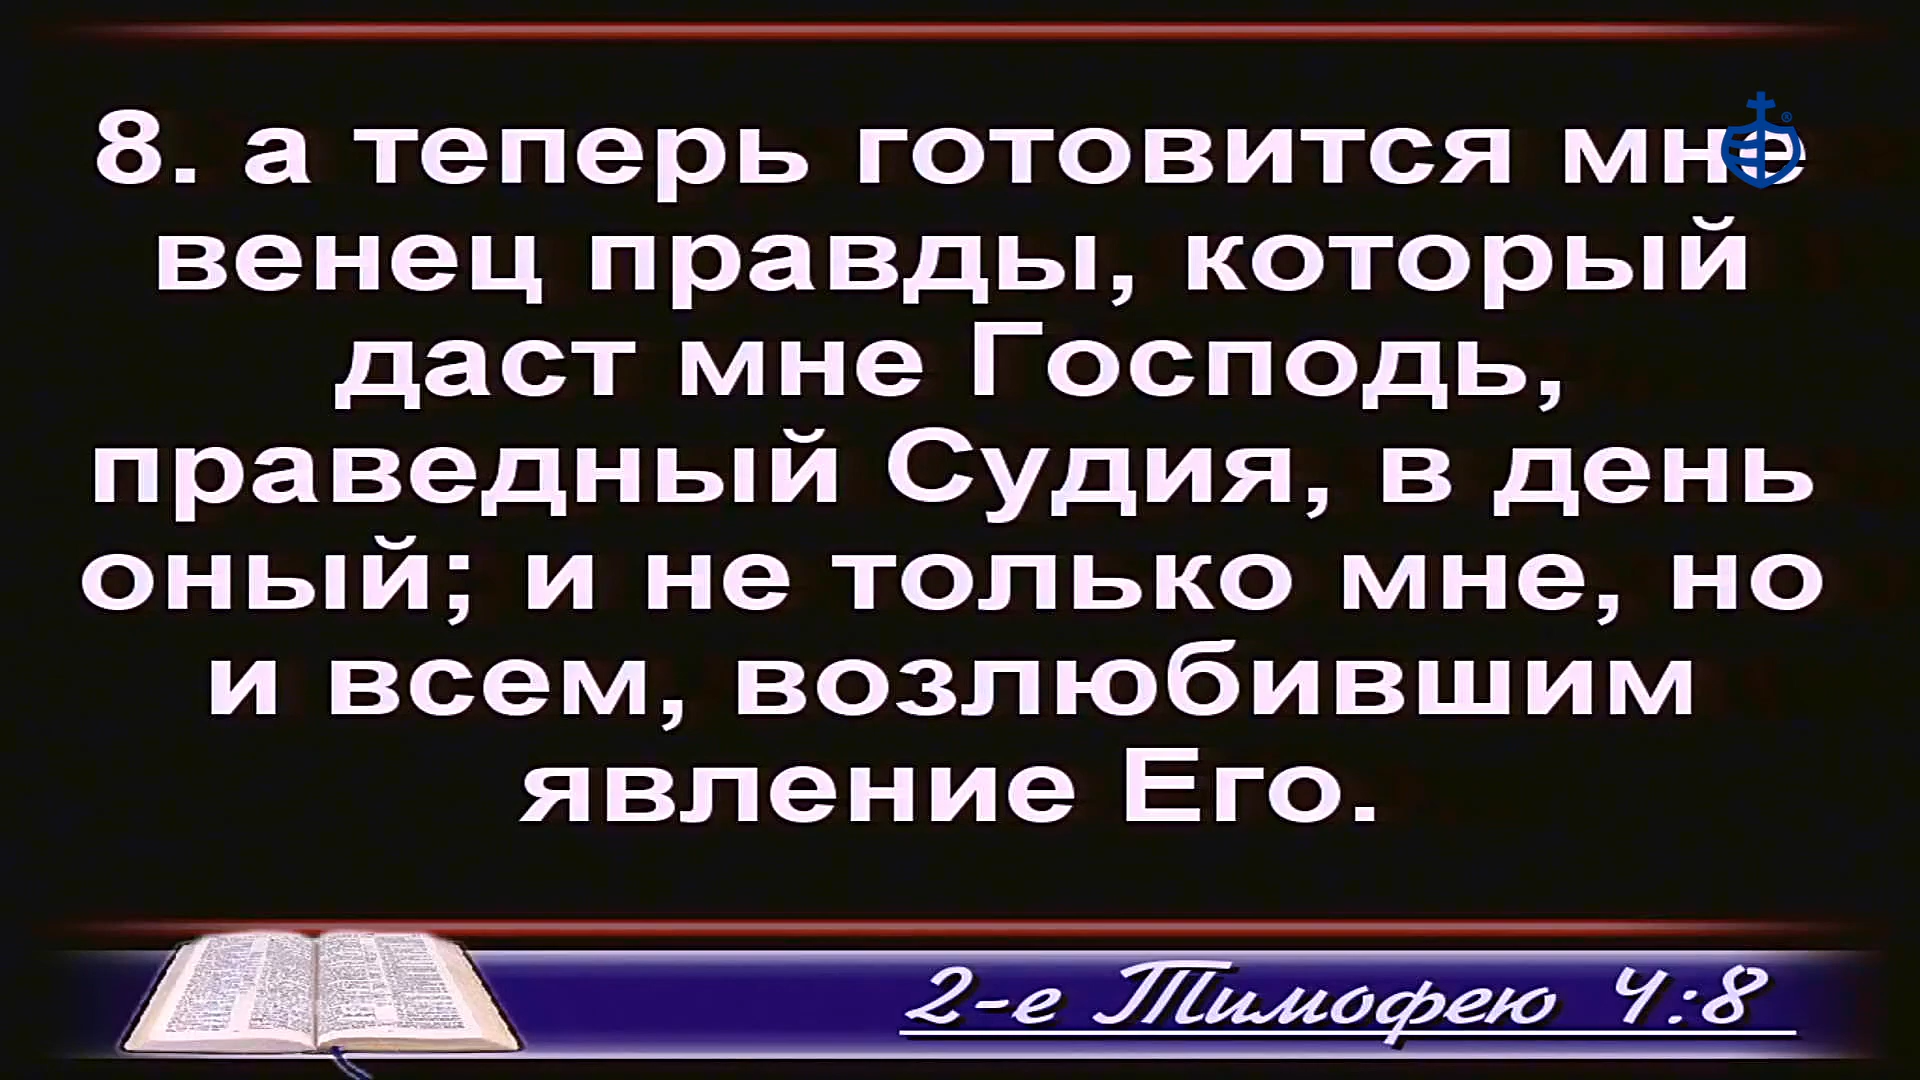 8. а теперь готовится мне
венец правды, который
даст мне Господь,
праведный Судия, в день
оный; и не только мне, но
и всем, возлюбившим
явление Его.
2-е Тимофею 4:8